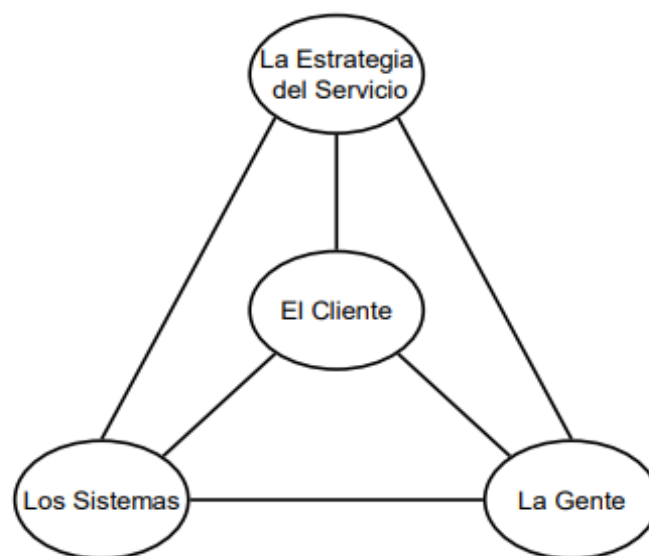 La Estrategia
del Servicio
El Cliente
Los Sistemas
La Gente